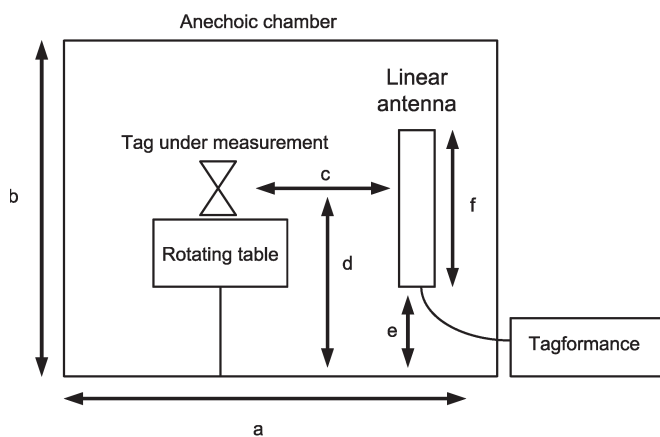 Anechoic chamber
Linear
antenna
Tag under measurement
c
b
f
Rotating table
d
e
Tagformance
a